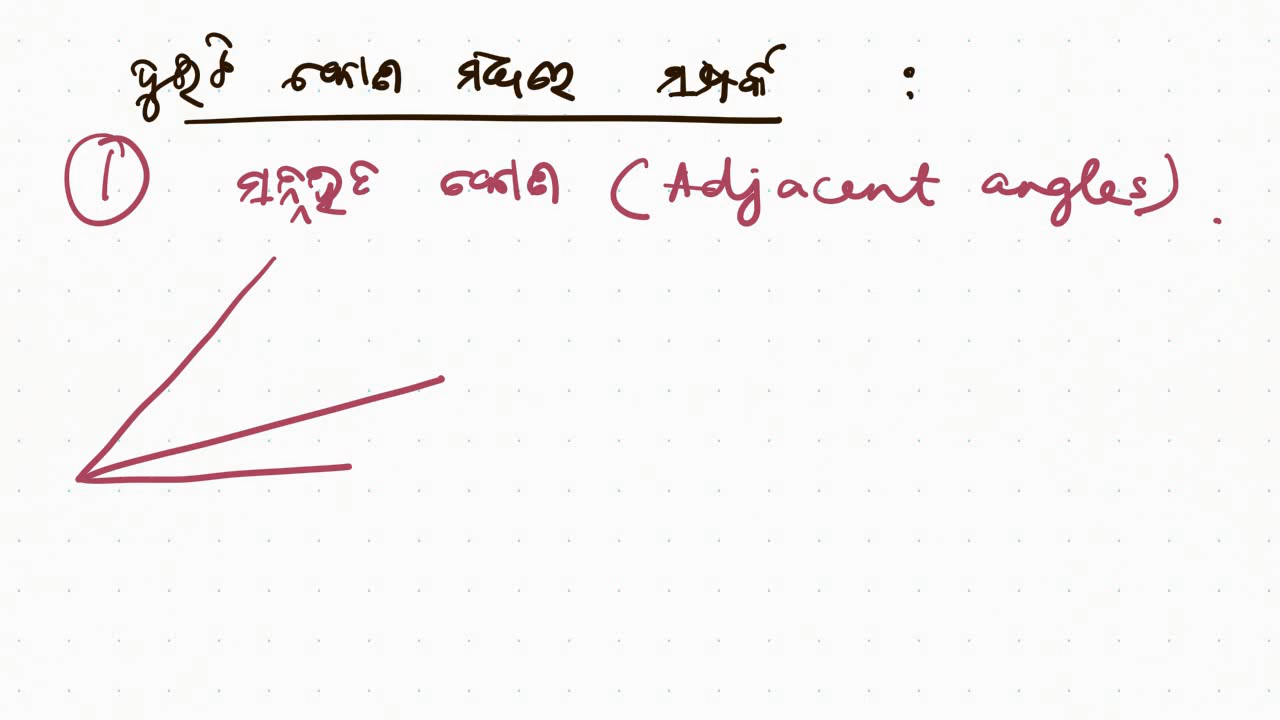 ଦୁଇଟି କୋଣ ମଧ୍ୟରେ ସମ୍ପର୍କ :
① ସନ୍ନିହିତ କୋଣ (Adjacent angles).